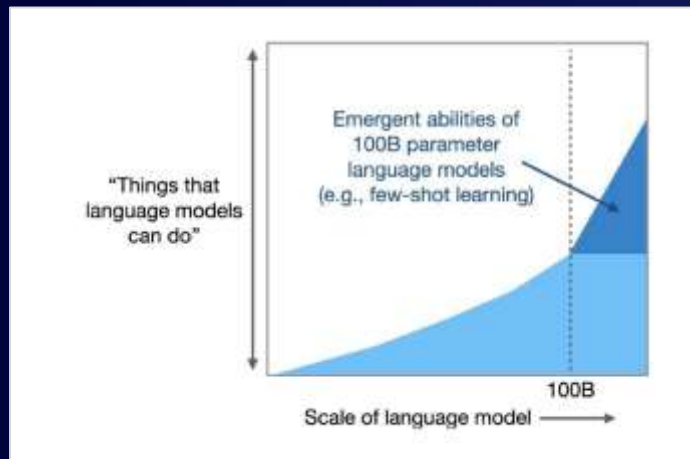 Emergent abilities of
100B parameter
language models
(e.g., few-shot learning)
"Things that
language models
can do"
100B
Scale of language model